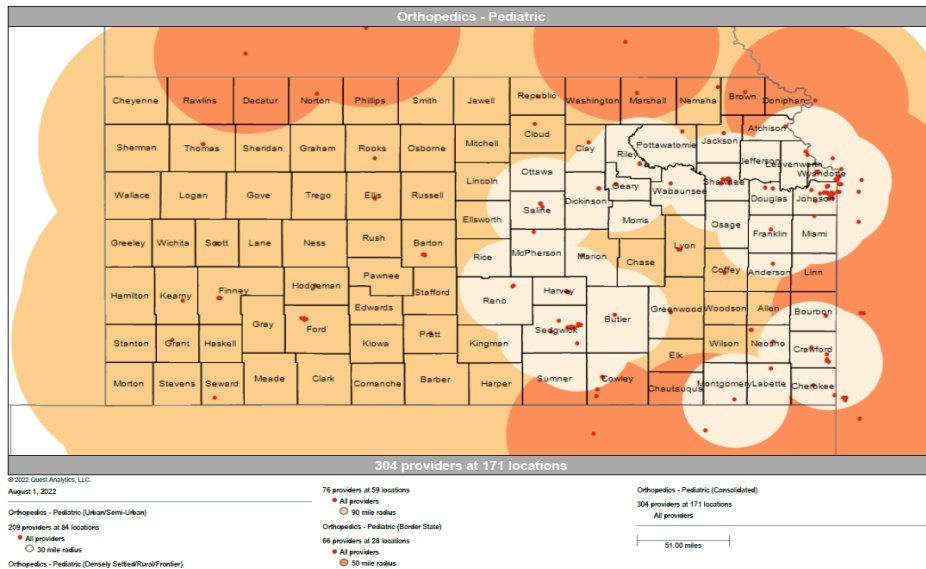 Orthopedics - Pediatric
Cheyenne Rawlins Decatur Norton Phillips Smith Jewell Republic Washington Marshall Nemaha Brown Doniphan
Sherman Thomas Sheridan Graham Rooks Osborne Mitchell Cloud Clay Riley Pottawatomie Jackson Atchison
Jefferson Leavenworth
Wyandotte
Wallace Logan Gove Trego Ellis Russell Lincoln Ottawa Dickinson Geary Wabaunsee Shawnee Douglas Johnson
Saline Morris
Greeley Wichita Scott Lane Ness Rush Barton Ellsworth Osage Franklin Miami
Rice McPherson Marion Chase Lyon
Pawnee Coffey Anderson Linn
Hamilton Kearny Finney Hodgeman Stafford Reno Harvey
Edwards Butler Greenwood Woodson Allen Bourbon
Gray Ford
Stanton Grant Haskell Kiowa Pratt Kingman Sedgwick Wilson Neosho Crawford
Elk
Morton Stevens Seward Meade Clark Comanche Barber Harper Sumner Cowley Chautauqua Montgomery Labette Cherokee
304 providers at 171 locations
© 2022 Quest Analytics, LLC.
August 1, 2022
Orthopedics - Pediatric (Urban/Semi-Urban)
209 providers at 84 locations
All providers
30 mile radius
Orthopedics - Pediatric (Densely Settled/Rural/Frontier)
76 providers at 59 locations
All providers
90 mile radius
Orthopedics - Pediatric (Border State)
66 providers at 28 locations
All providers
50 mile radius
Orthopedics - Pediatric (Consolidated)
304 providers at 171 locations
All providers
51.00 miles